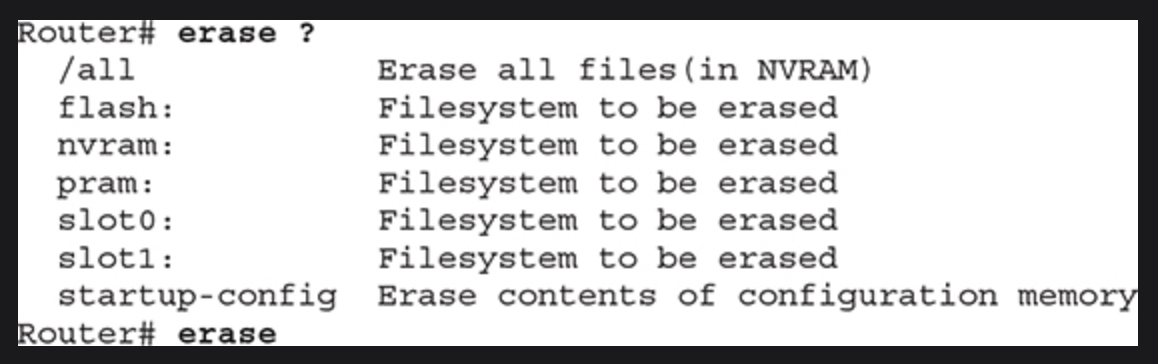 Router# erase ?
/all Erase all files(in NVRAM)
flash: Filesystem to be erased
nvram: Filesystem to be erased
pram: Filesystem to be erased
slot0: Filesystem to be erased
slot1: Filesystem to be erased
startup-config Erase contents of configuration memory
Router# erase